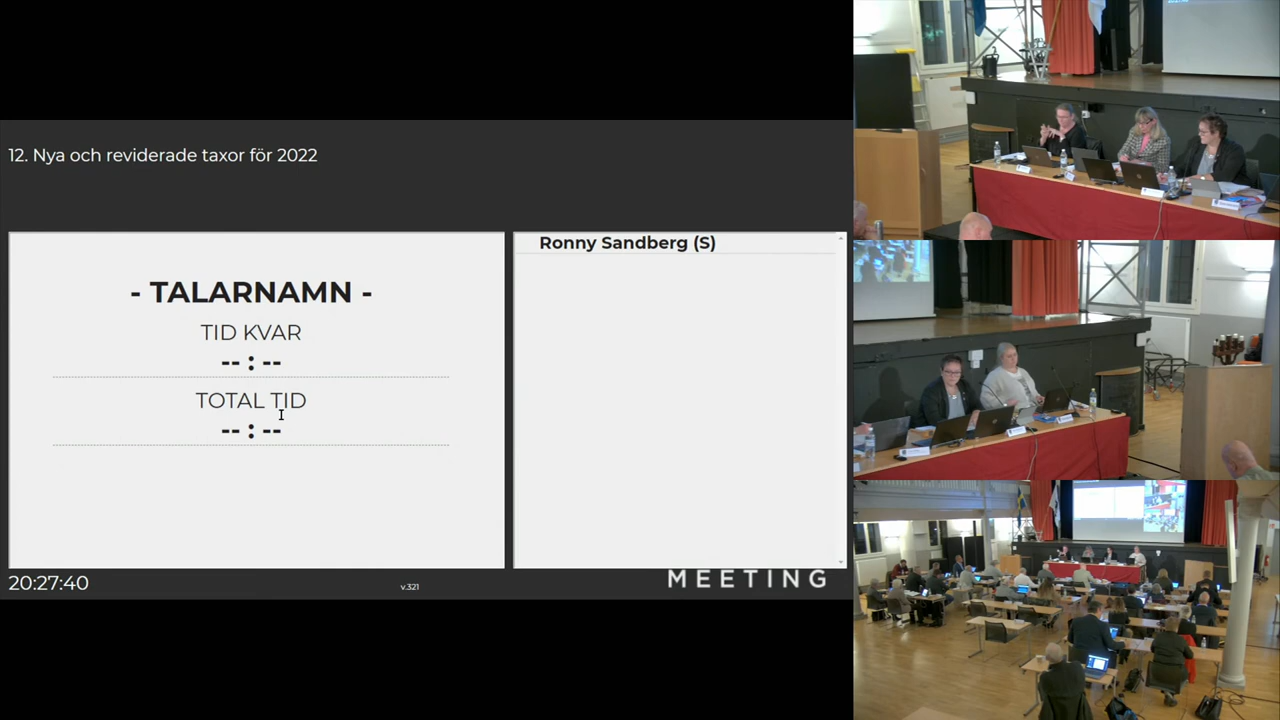 12. Nya och reviderade taxor för 2022
- TALARNAMN -
TID KVAR
-- : --
TOTAL TID
-- : --
Ronny Sandberg (S)
20:27:40
v.321
MEETING